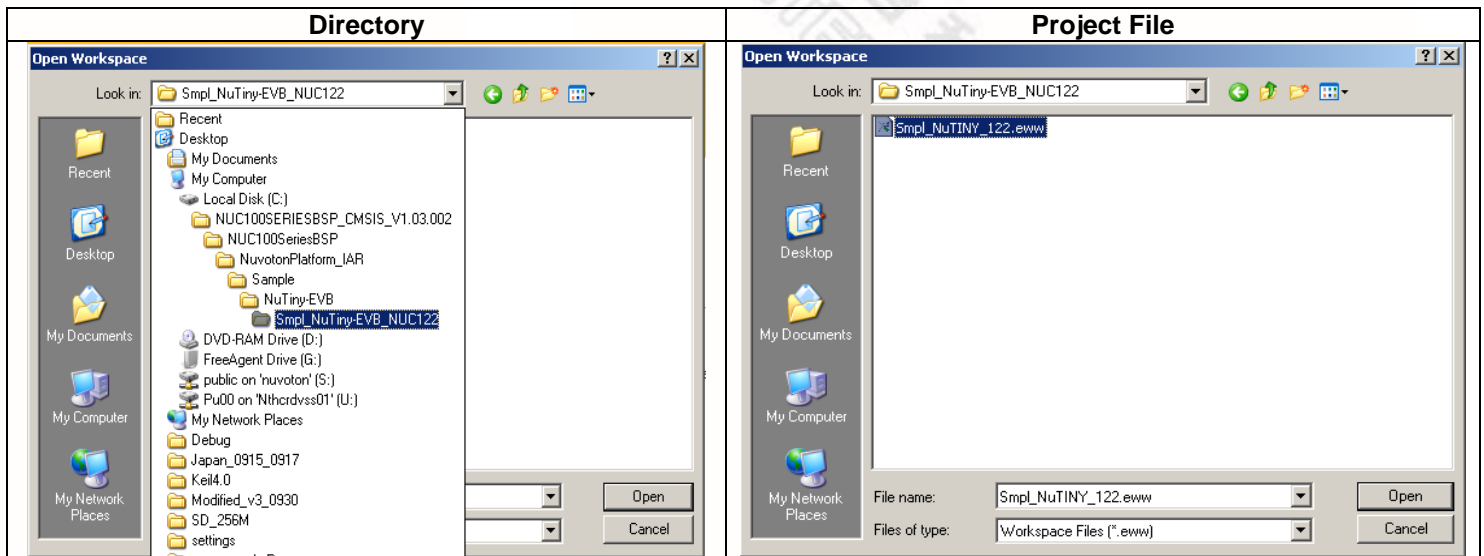 Directory
Project File
Open Workspace
Look in:
Smpl_NuTiny-EVB_NUC122
Recent
Desktop
My Documents
My Computer
My Network Places
Recent
Desktop
My Documents
My Computer
Local Disk (C:)
NUC100SERIESBSP_CMSIS_V1.03.002
NUC100SeriesBSP
NuvotonPlatform_IAR
Sample
NuTiny-EVB
Smpl_NuTiny-EVB_NUC122
DVD-RAM Drive (D:)
FreeAgent Drive (G:)
public on 'nuvoton' (S:)
Pu00 on 'Nthcrdvss01' (U:)
My Network Places
Debug
Japan_0915_0917
Keil4.0
Modified_v3_0930
SD_256M
settings
Open
Cancel
Open Workspace
Look in:
Smpl_NuTiny-EVB_NUC122
Recent
Desktop
My Documents
My Computer
My Network Places
Smpl_NuTINY_122.eww
File name:
Smpl_NuTINY_122.eww
Open
Files of type:
Workspace Files (*.eww)
Cancel